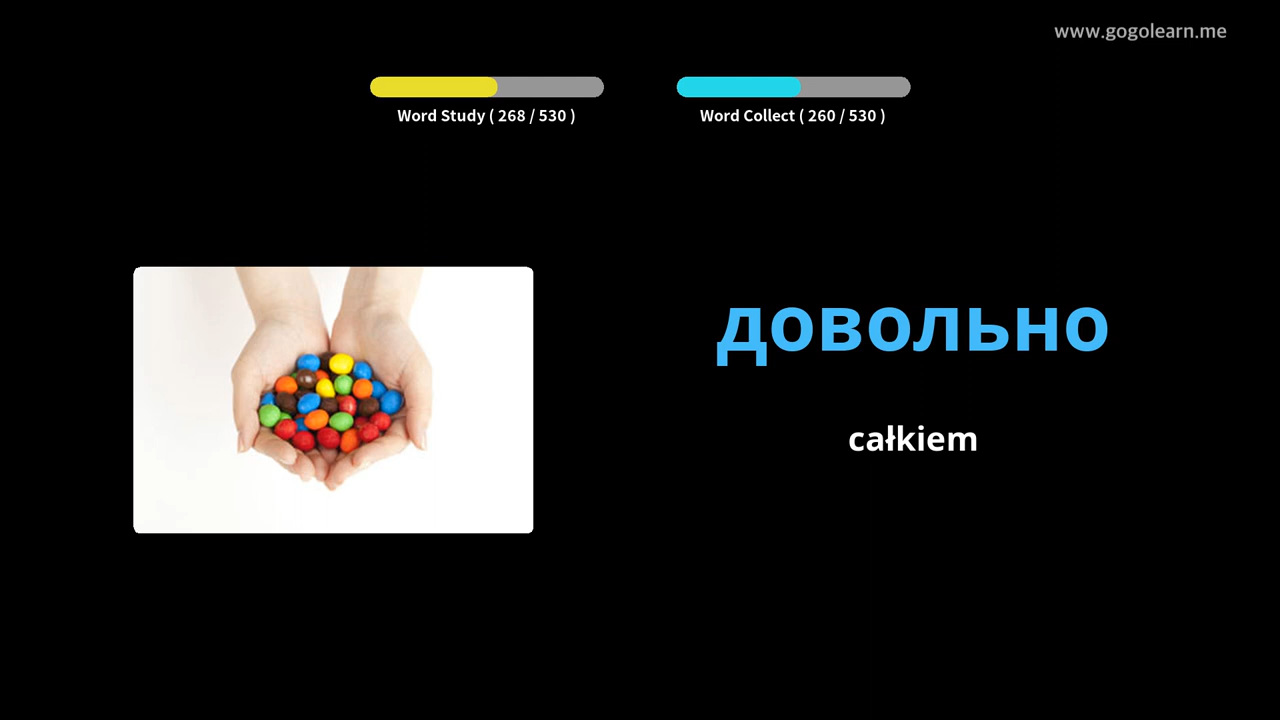 www.gogolearn.me
Word Study ( 268 / 530 )
Word Collect ( 260 / 530 )
довольно
całkiem